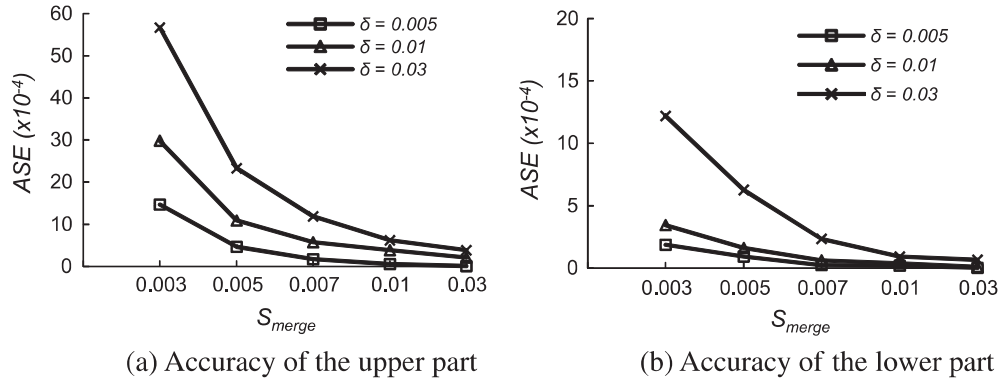 60
50
40
30
20
10
0
ASE (x10⁻⁴)
δ = 0.005
δ = 0.01
δ = 0.03
0.003 0.005 0.007 0.01 0.03
S_merge
(a) Accuracy of the upper part
20
15
10
5
0
ASE (x10⁻⁴)
δ = 0.005
δ = 0.01
δ = 0.03
0.003 0.005 0.007 0.01 0.03
S_merge
(b) Accuracy of the lower part